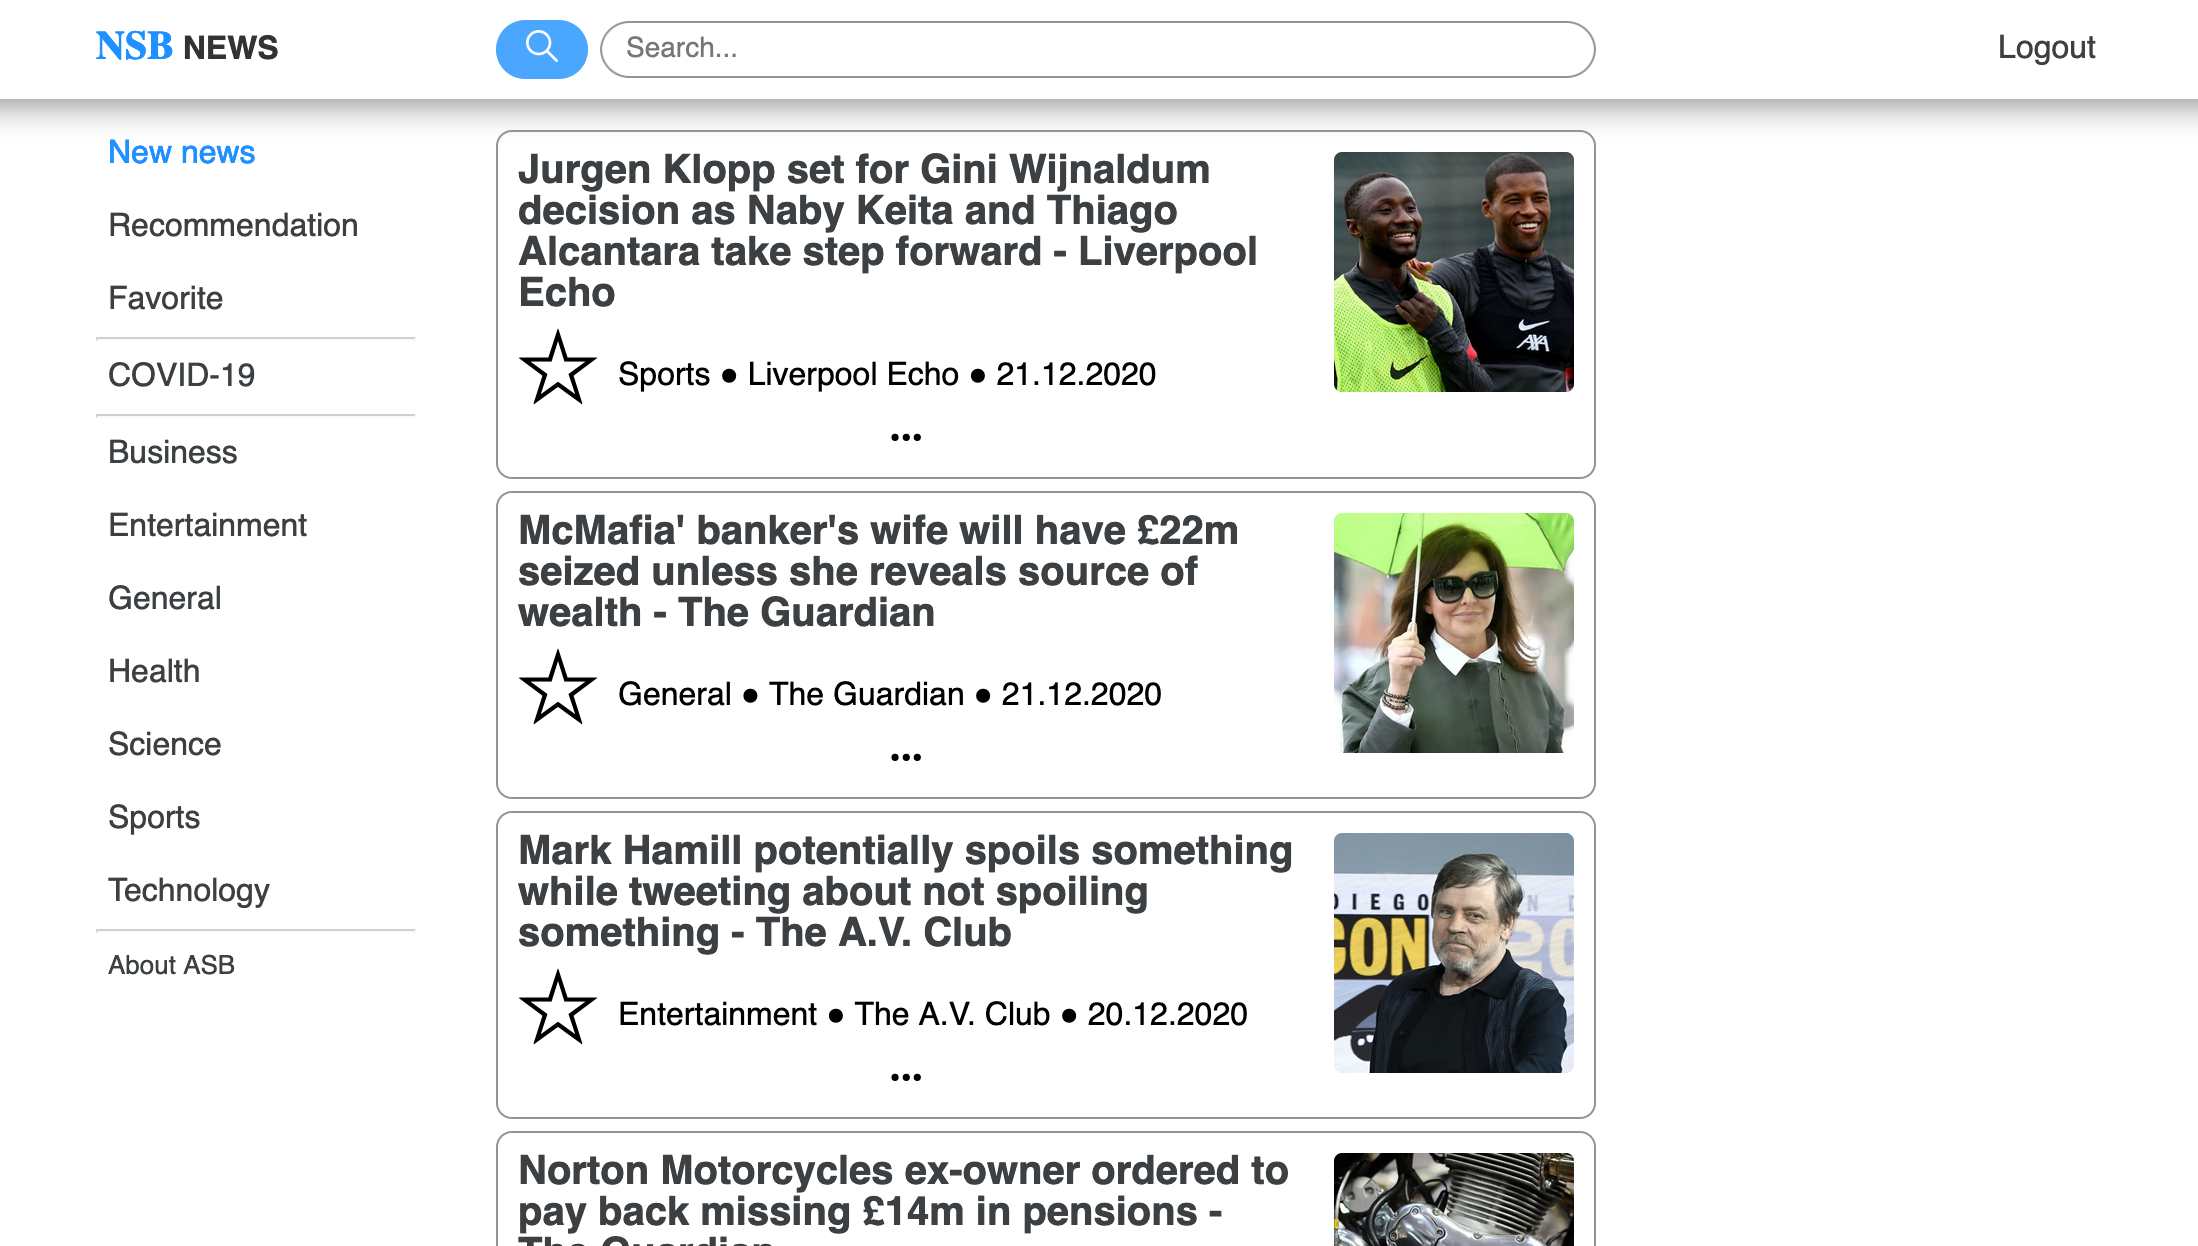 NSB NEWS
Search...
Logout
New news
Recommendation
Favorite
COVID-19
Business
Entertainment
General
Health
Science
Sports
Technology
About ASB
Jurgen Klopp set for Gini Wijnaldum
decision as Naby Keita and Thiago
Alcantara take step forward - Liverpool
Echo
Sports ● Liverpool Echo ● 21.12.2020
...
AXA
McMafia' banker's wife will have £22m
seized unless she reveals source of
wealth - The Guardian
General ● The Guardian ● 21.12.2020
...
Mark Hamill potentially spoils something
while tweeting about not spoiling
something - The A.V. Club
Entertainment ● The A.V. Club ● 20.12.2020
...
DIEGO
CON
Norton Motorcycles ex-owner ordered to
pay back missing £14m in pensions -
The Guardian